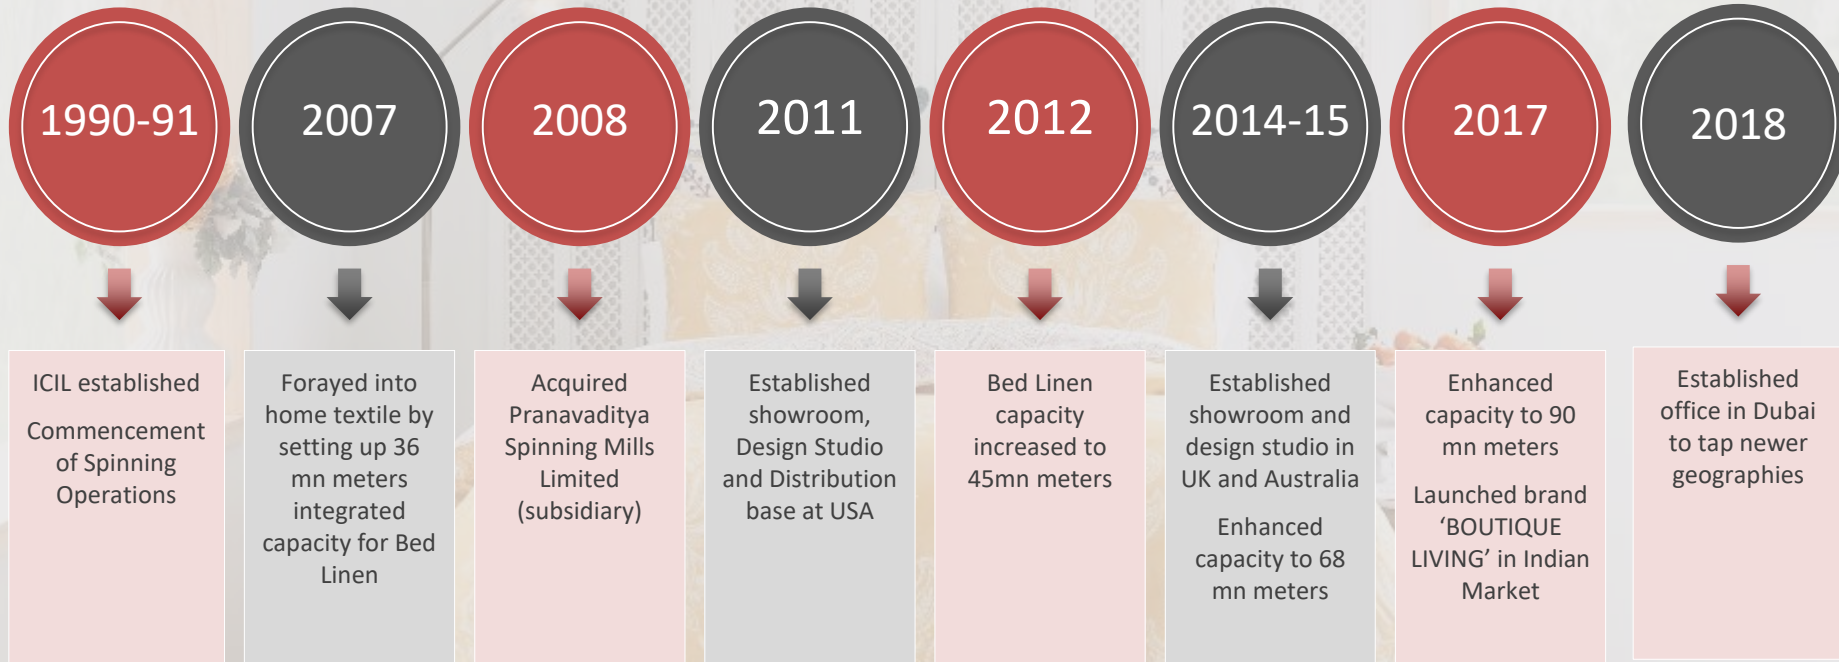 1990-91
2007
2008
2011
2012
2014-15
2017
2018
ICIL established
Commencement
of Spinning
Operations
Forayed into
home textile by
setting up 36
mn meters
integrated
capacity for Bed
Linen
Acquired
Pranavaditya
Spinning Mills
Limited
(subsidiary)
Established
showroom,
Design Studio
and Distribution
base at USA
Bed Linen
capacity
increased to
45mn meters
Established
showroom and
design studio in
UK and Australia
Enhanced
capacity to 68
mn meters
Enhanced
capacity to 90
mn meters
Launched brand
‘BOUTIQUE
LIVING’ in Indian
Market
Established
office in Dubai
to tap newer
geographies